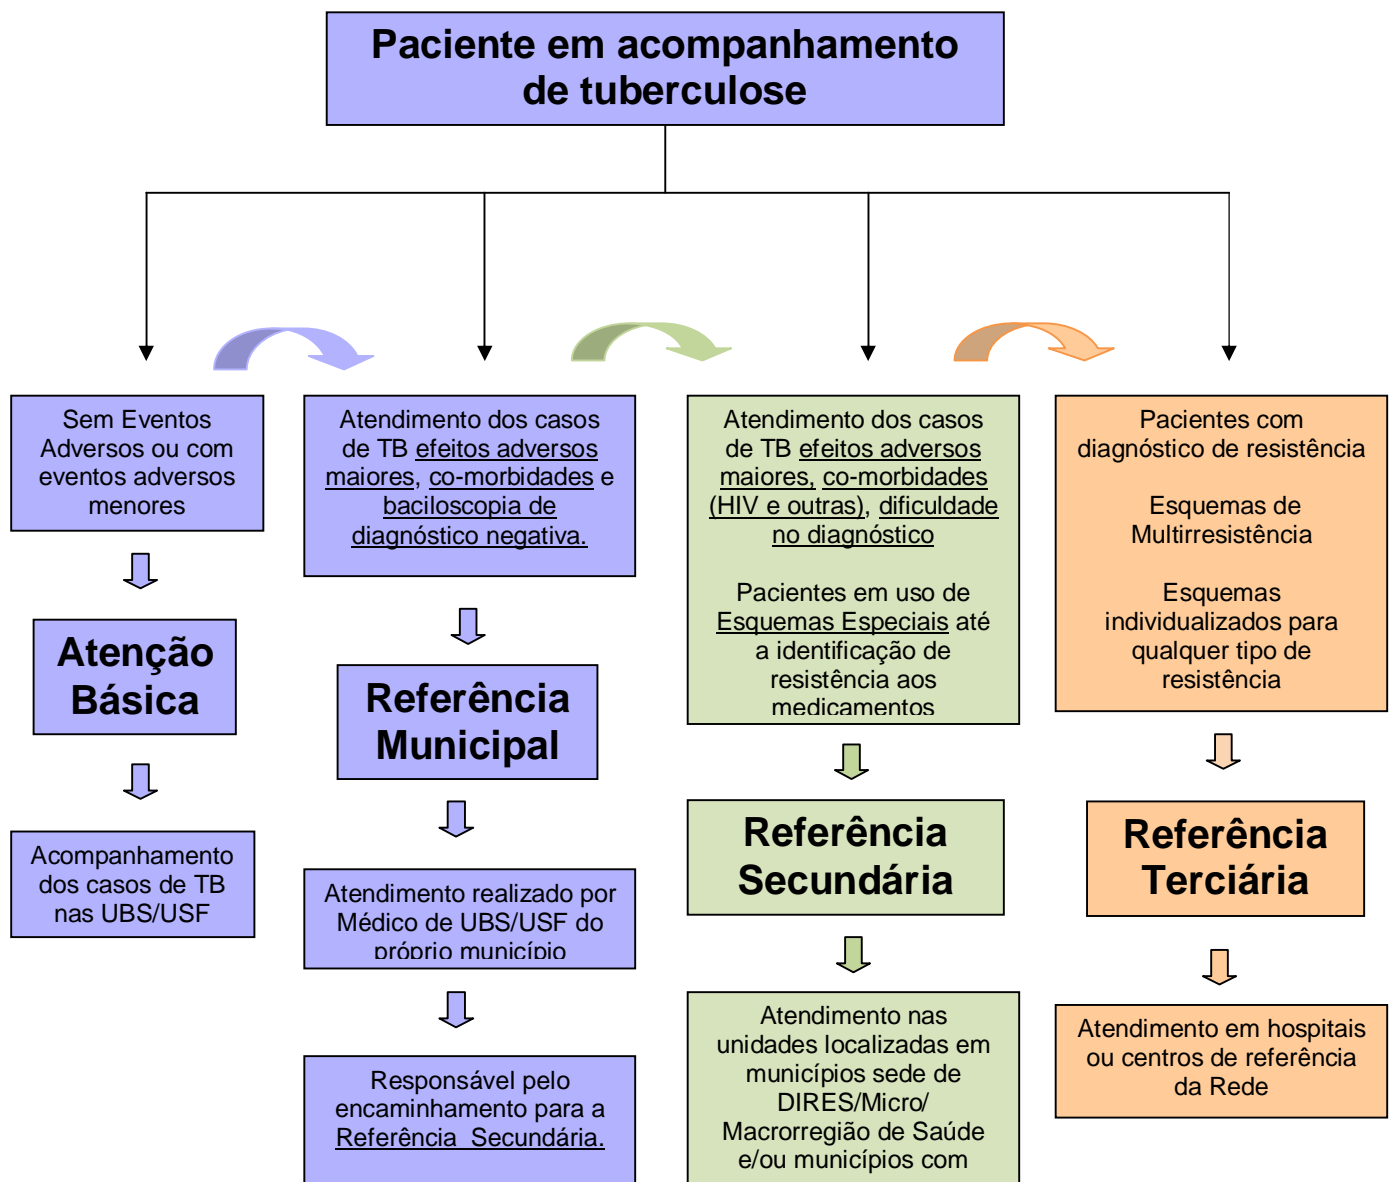 Paciente em acompanhamento
de tuberculose
Sem Eventos
Adversos ou com
eventos adversos
menores
Atenção
Básica
Acompanhamento
dos casos de TB
nas UBS/USF
Atendimento dos casos
de TB efeitos adversos
maiores, co-morbidades e
baciloscopia de
diagnóstico negativa.
Referência
Municipal
Atendimento realizado por
Médico de UBS/USF do
próprio município
Responsável pelo
encaminhamento para a
Referência Secundária.
Atendimento dos casos
de TB efeitos adversos
maiores, co-morbidades
(HIV e outras), dificuldade
no diagnóstico
Pacientes em uso de
Esquemas Especiais até
a identificação de
resistência aos
medicamentos
Referência
Secundária
Atendimento nas
unidades localizadas em
municípios sede de
DIRES/Micro/
Macrorregião de Saúde
e/ou municípios com
Pacientes com
diagnóstico de resistência
Esquemas de
Multirresistência
Esquemas
individualizados para
qualquer tipo de
resistência
Referência
Terciária
Atendimento em hospitais
ou centros de referência
da Rede